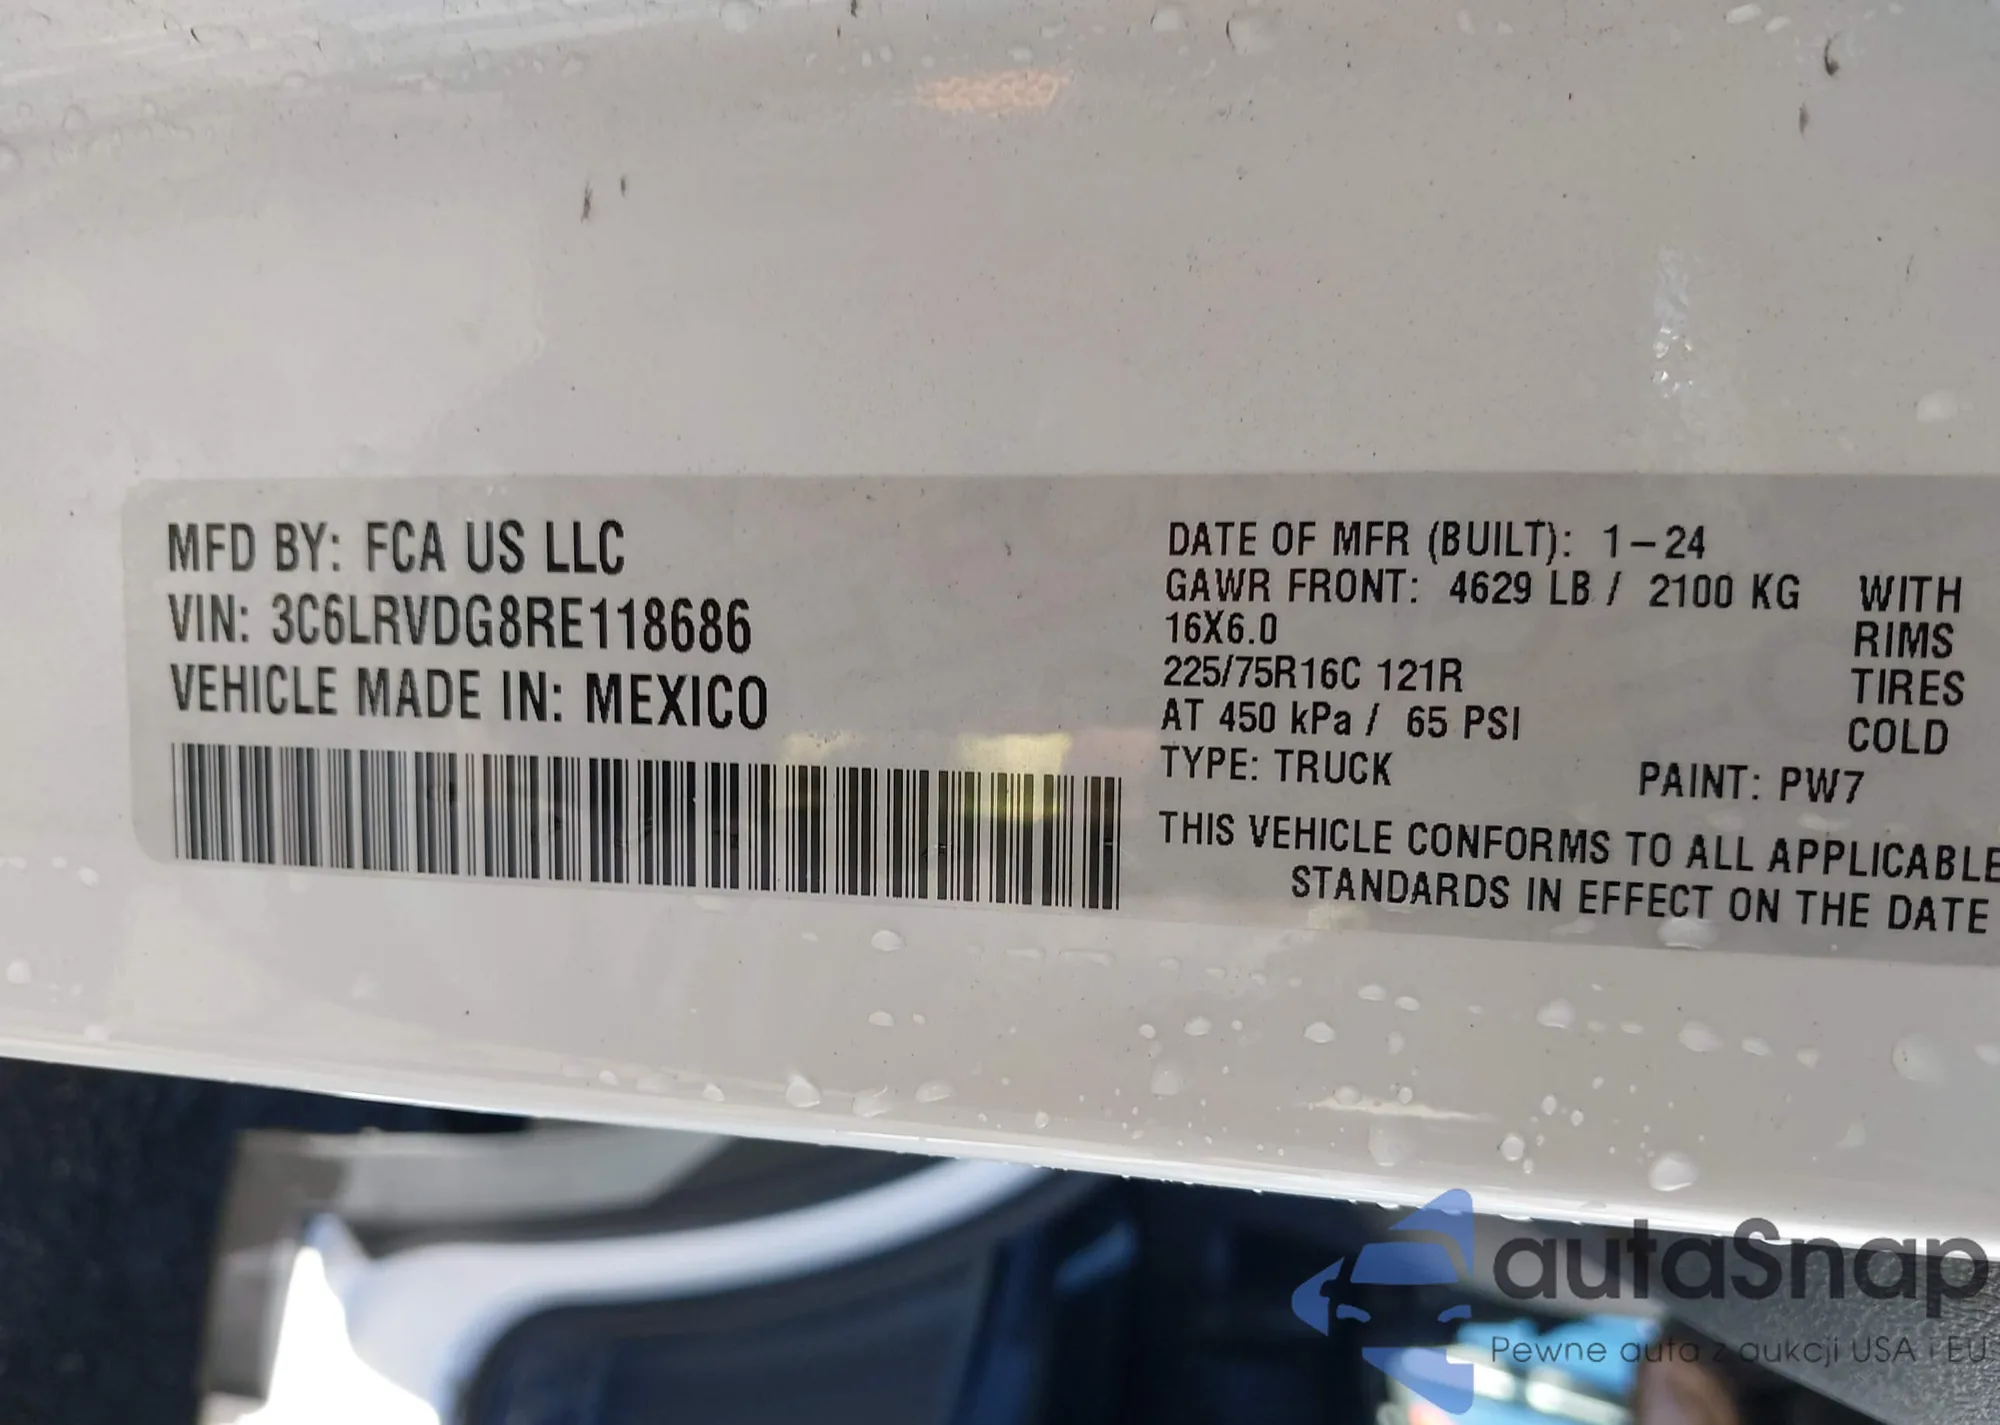 MFD BY: FCA US LLC
VIN: 3C6LRVDG8RE118686
VEHICLE MADE IN: MEXICO
DATE OF MFR (BUILT): 1-24
GAWR FRONT: 4629 LB / 2100 KG WITH
16X6.0 RIMS
225/75R16C 121R TIRES
AT 450 kPa / 65 PSI COLD
TYPE: TRUCK PAINT: PW7
THIS VEHICLE CONFORMS TO ALL APPLICABLE
STANDARDS IN EFFECT ON THE DATE
autaSnap
Pewne auta z aukcji USA i EU